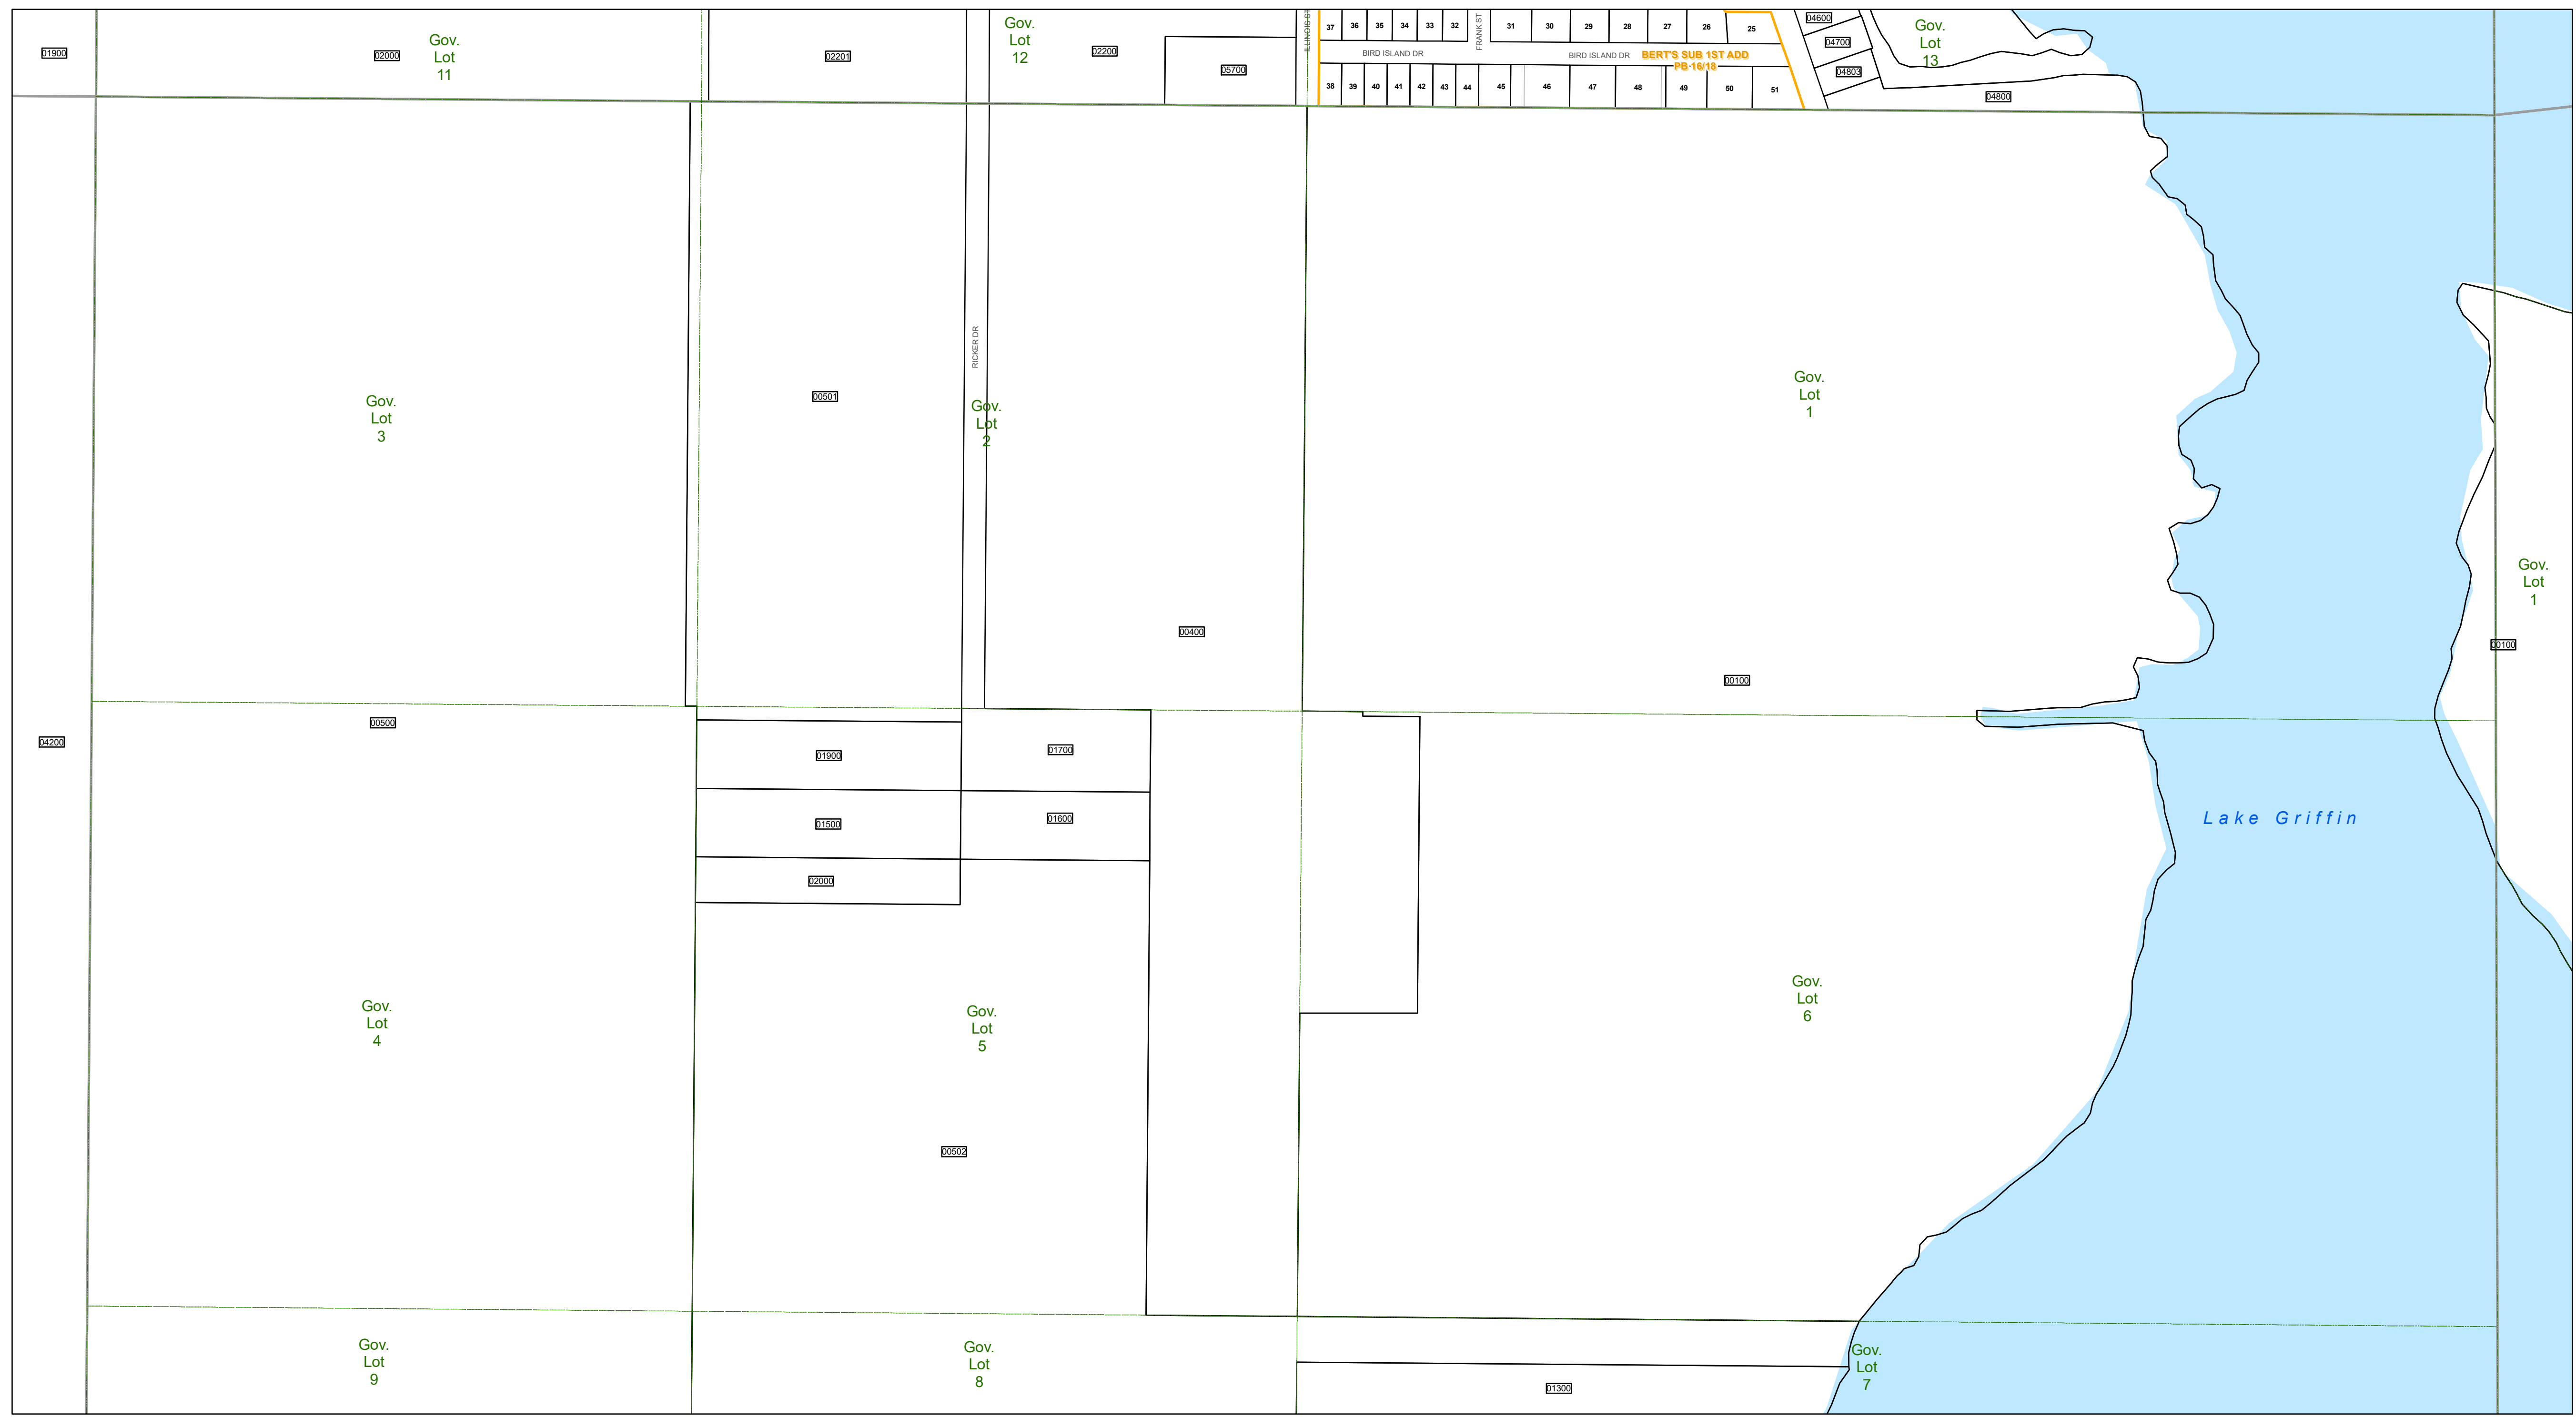 01900
02000
Gov.
Lot
11
02201
Gov.
Lot
12
02200
05700
ILLINOIS ST
37
36
35
34
33
32
FRANK ST
31
30
29
28
27
26
25
BIRD ISLAND DR
BIRD ISLAND DR
BERT'S SUB 1ST ADD
PB 16/18
38
39
40
41
42
43
44
45
46
47
48
49
50
51
04600
04700
04803
04800
Gov.
Lot
13
RICKER DR
Gov.
Lot
3
00501
Gov.
Lot
2
Gov.
Lot
1
Gov.
Lot
1
00400
00100
00100
04200
00500
01900
01700
01500
01600
02000
Lake Griffin
Gov.
Lot
4
Gov.
Lot
5
Gov.
Lot
6
00502
Gov.
Lot
9
Gov.
Lot
8
01300
Gov.
Lot
7